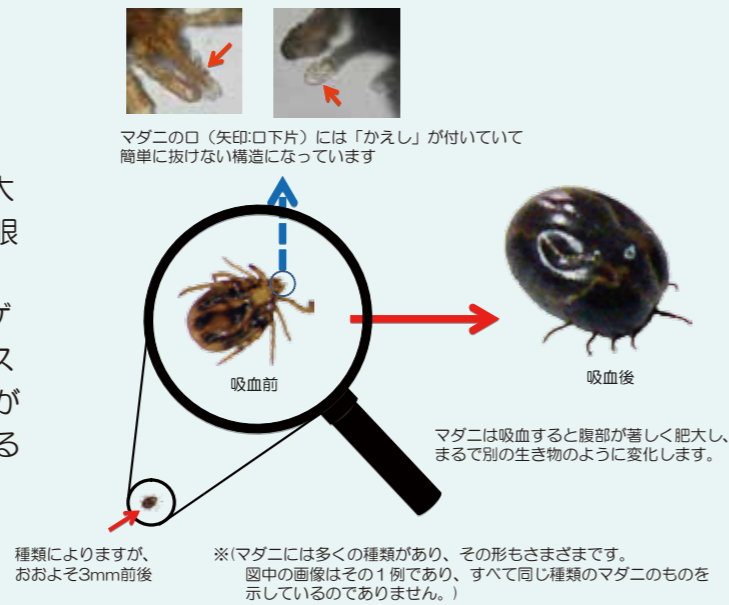 マダニの口（矢印:口下片）には「かえし」が付いていて
簡単に抜けない構造になっています
大
眼
ゲ
ス
が
る
吸血前
吸血後
マダニは吸血すると腹部が著しく肥大し、
まるで別の生き物のように変化します。
種類によりますが、
おおよそ3mm前後
※(マダニには多くの種類があり、その形もさまざまです。
図中の画像はその１例であり、すべて同じ種類のマダニのものを
示しているのでありません。)